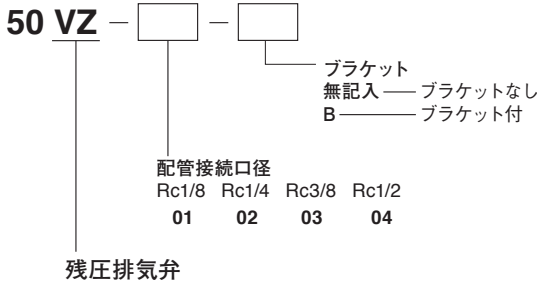 50 VZ － －
ブラケット
無記入 ブラケットなし
B ブラケット付
配管接続口径
Rc1/8 Rc1/4 Rc3/8 Rc1/2
01 02 03 04
残圧排気弁